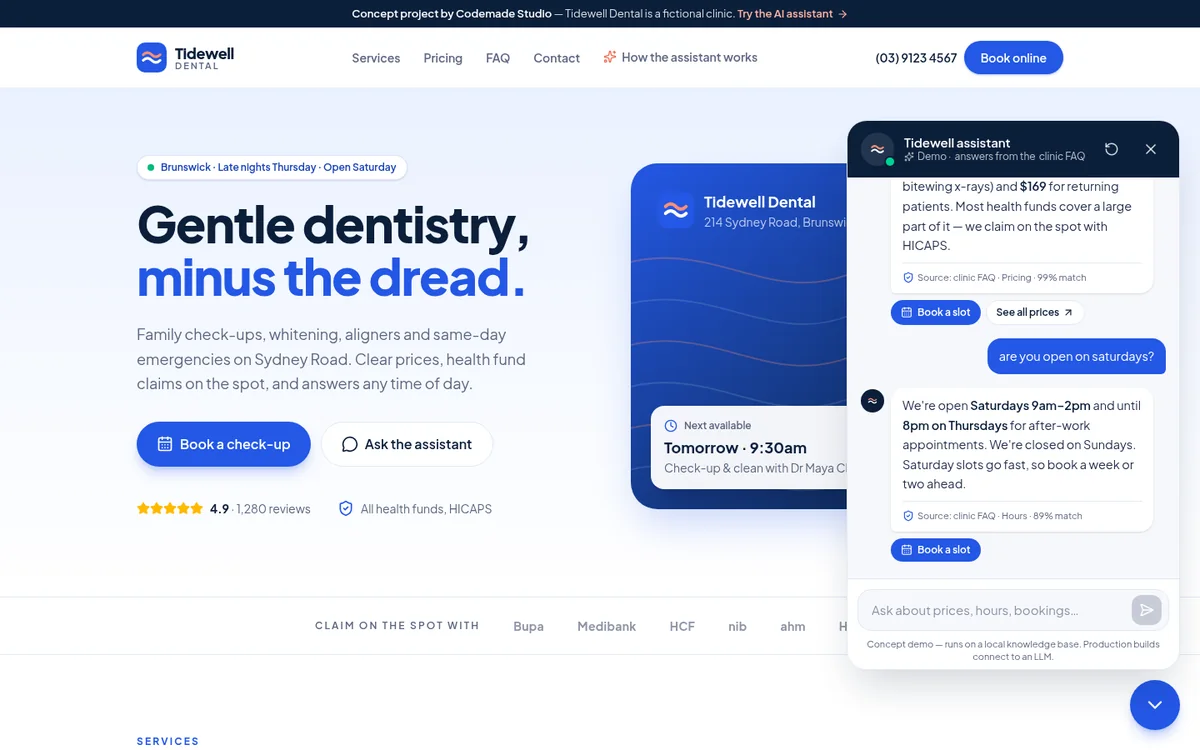 Concept project by Codemade Studio — Tidewell Dental is a fictional clinic. Try the AI assistant →
Tidewell
DENTAL
Services
Pricing
FAQ
Contact
How the assistant works
(03) 9123 4567
Book online
Brunswick · Late nights Thursday · Open Saturday
Gentle dentistry,
minus the dread.
Family check-ups, whitening, aligners and same-day
emergencies on Sydney Road. Clear prices, health fund
claims on the spot, and answers any time of day.
Book a check-up
Ask the assistant
4.9 · 1,280 reviews
All health funds, HICAPS
Tidewell Dental
214 Sydney Road, Brunswi
Next available
Tomorrow · 9:30am
Check-up & clean with Dr Maya C
Tidewell assistant
Demo · answers from the clinic FAQ
bitewing x-rays) and $169 for returning
patients. Most health funds cover a large
part of it — we claim on the spot with
HICAPS.
Source: clinic FAQ · Pricing · 99% match
Book a slot
See all prices
are you open on saturdays?
We're open Saturdays 9am–2pm and until
8pm on Thursdays for after-work
appointments. We're closed on Sundays.
Saturday slots go fast, so book a week or
two ahead.
Source: clinic FAQ · Hours · 89% match
Book a slot
Ask about prices, hours, bookings...
Concept demo — runs on a local knowledge base. Production builds
connect to an LLM.
CLAIM ON THE SPOT WITH
Bupa
Medibank
HCF
nib
ahm
H
SERVICES